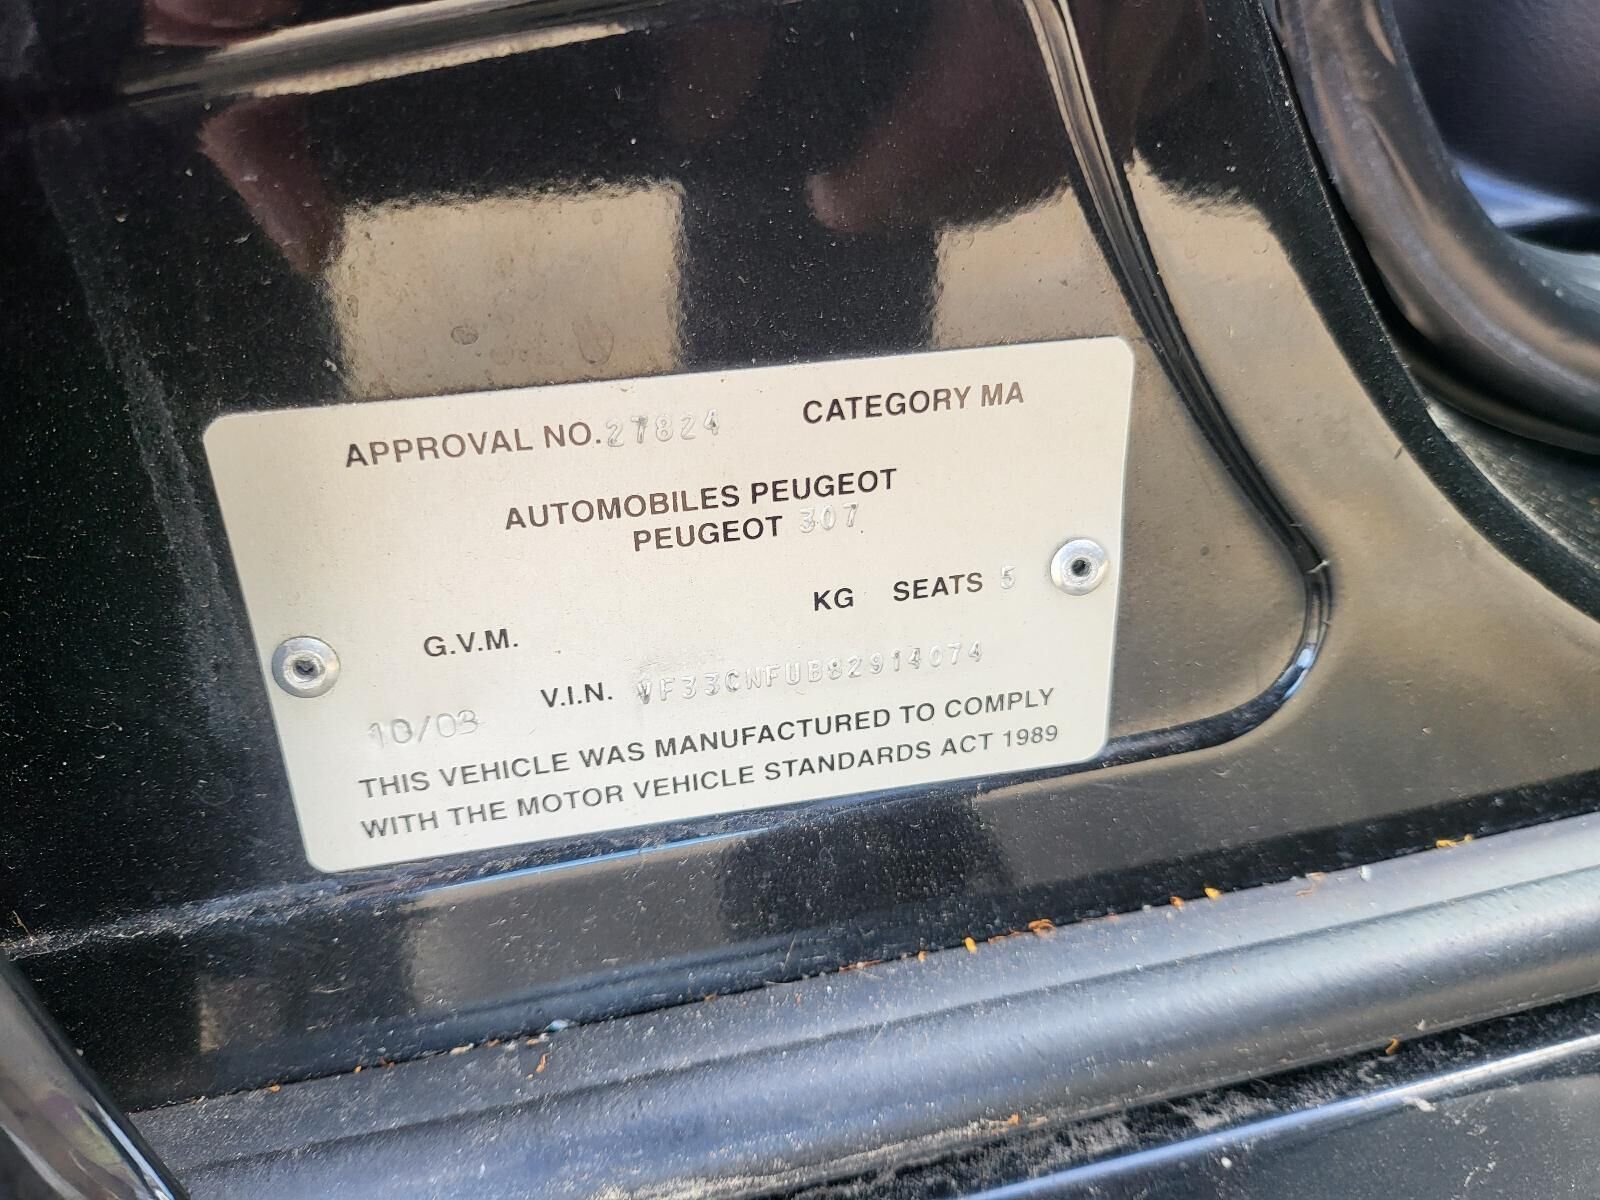 APPROVAL NO. 27824 CATEGORY MA
AUTOMOBILES PEUGEOT
PEUGEOT 307
G.V.M. KG SEATS 5
V.I.N. VF33CNFUB82914074
10/03
THIS VEHICLE WAS MANUFACTURED TO COMPLY
WITH THE MOTOR VEHICLE STANDARDS ACT 1989